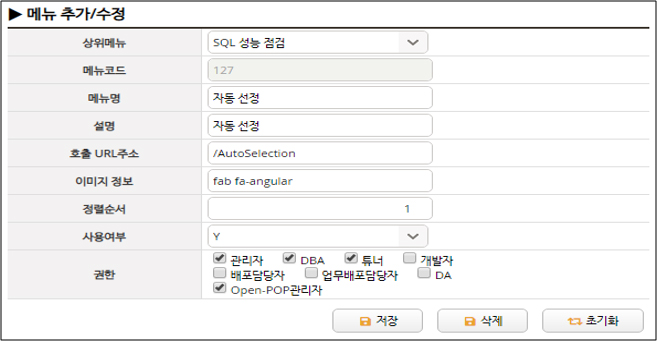 ▶ 메뉴 추가/수정
상위메뉴 SQL 성능 점검
메뉴코드 127
메뉴명 자동 선정
설명 자동 선정
호출 URL주소 /AutoSelection
이미지 정보 fab fa-angular
정렬순서 1
사용여부 Y
관리자 DBA 튜너 개발자
권한 배포담당자 업무배포담당자 DA
Open-POP관리자
저장 삭제 초기화